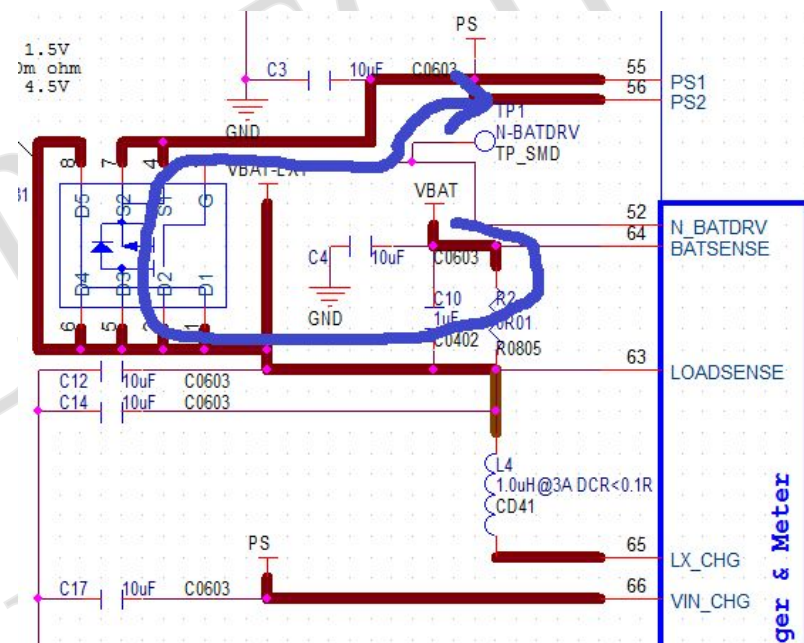 PS
1.5V
m ohm
4.5V
C3
10uF
C0603
55
PS1
56
PS2
GND
TP1
N-BATDRV
TP_SMD
8
7
4
VBAT-EX
VBAT
D5
S2
G
52
N_BATDRV
64
BATSENSE
C4
10uF
C0603
D4
D3
D2
D1
GND
C10
1uF
C0402
R2
0R01
R0805
6
5
1
63
LOADSENSE
C12
10uF
C0603
C14
10uF
C0603
L4
1.0uH@3A DCR<0.1R
CD41
PS
65
LX_CHG
C17
10uF
C0603
66
VIN_CHG
ger & Meter